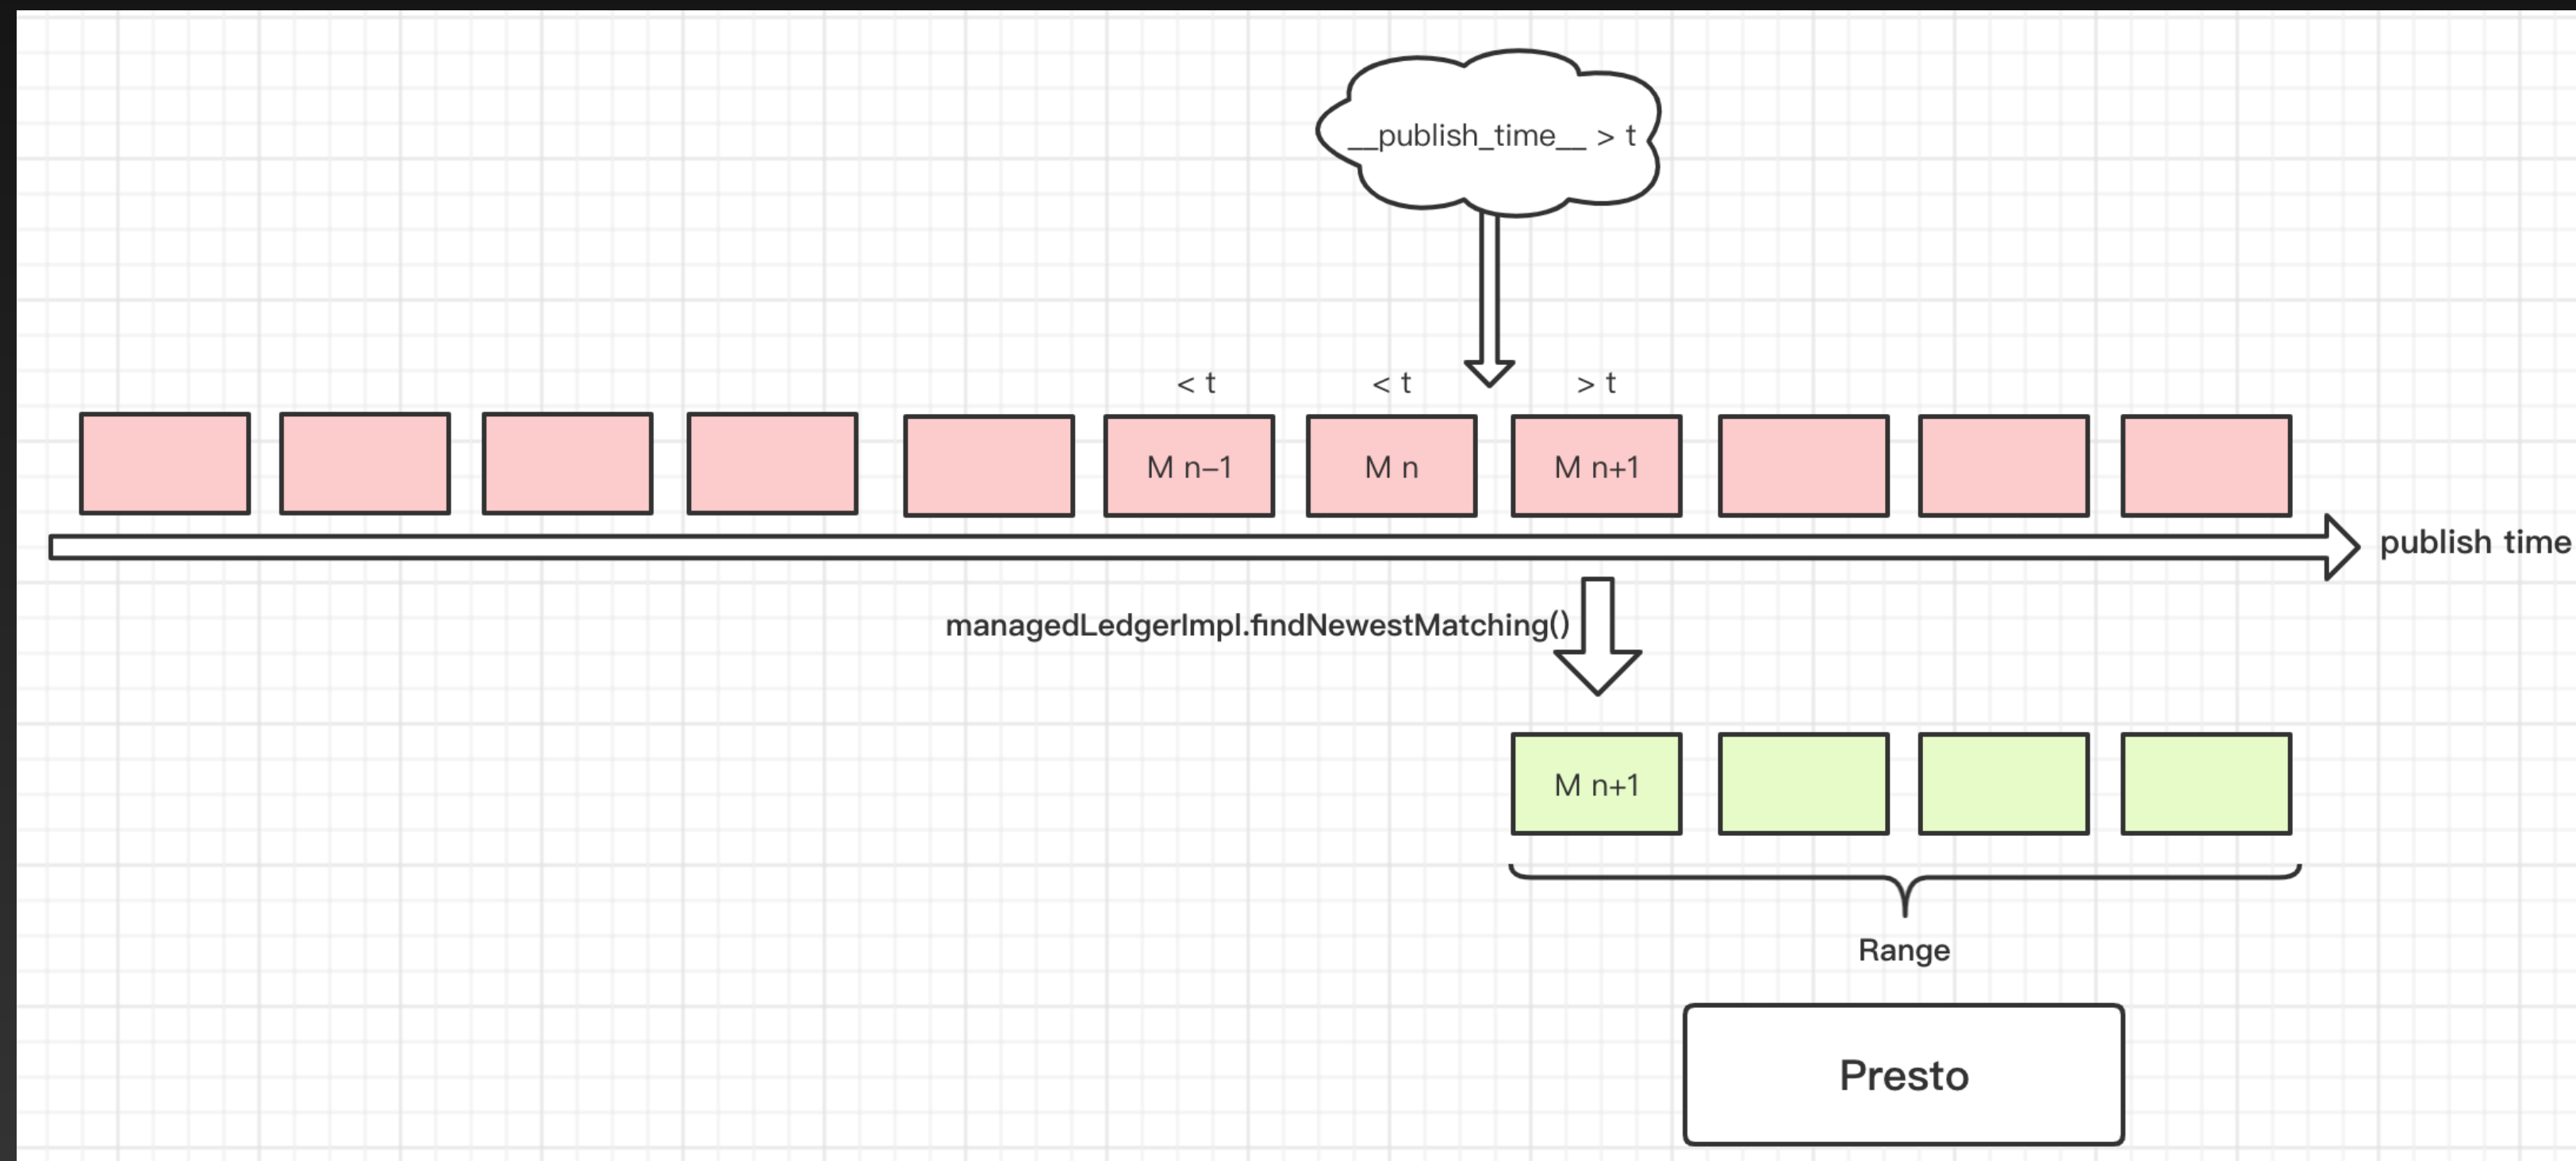 __publish_time__ > t
< t
< t
> t
M n–1
M n
M n+1
publish time
managedLedgerImpl.findNewestMatching()
M n+1
Range
Presto